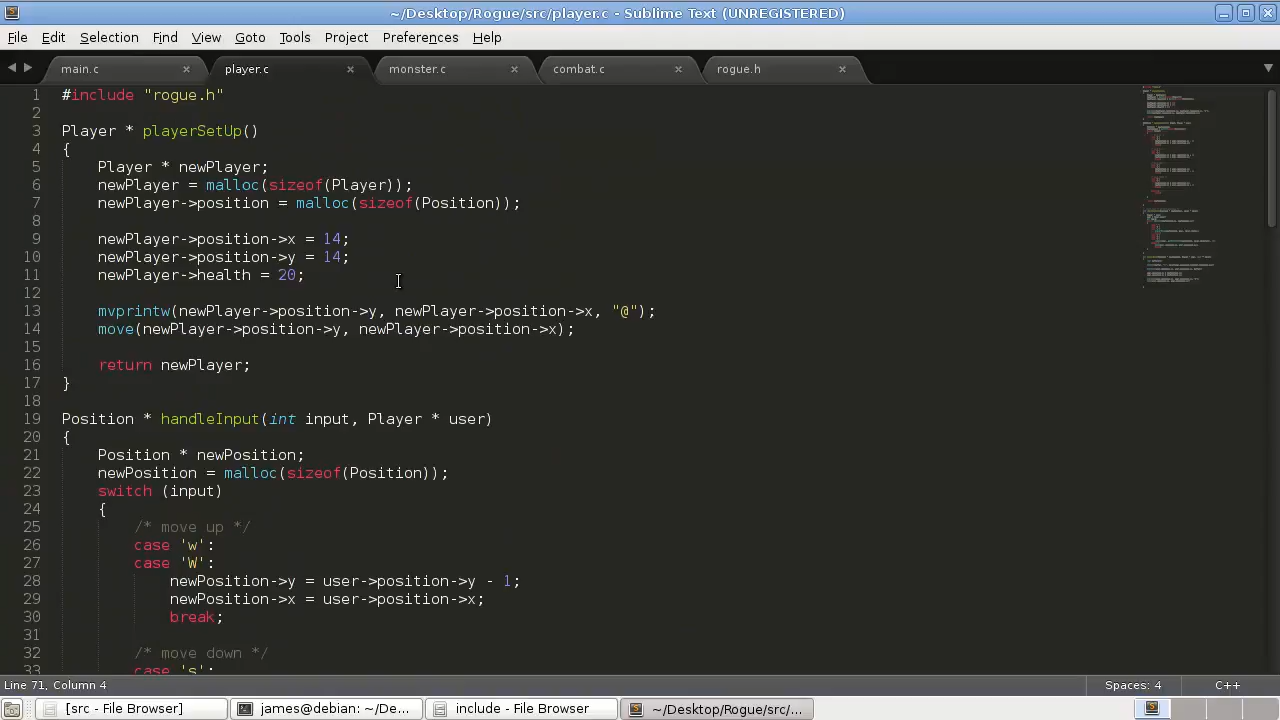 ~/Desktop/Rogue/src/player.c - Sublime Text (UNREGISTERED)
File Edit Selection Find View Goto Tools Project Preferences Help
main.c × player.c × monster.c × combat.c × rogue.h ×
1 #include "rogue.h"
2
3 Player * playerSetUp()
4 {
5 Player * newPlayer;
6 newPlayer = malloc(sizeof(Player));
7 newPlayer->position = malloc(sizeof(Position));
8
9 newPlayer->position->x = 14;
10 newPlayer->position->y = 14;
11 newPlayer->health = 20;
12
13 mvprintw(newPlayer->position->y, newPlayer->position->x, "@");
14 move(newPlayer->position->y, newPlayer->position->x);
15
16 return newPlayer;
17 }
18
19 Position * handleInput(int input, Player * user)
20 {
21 Position * newPosition;
22 newPosition = malloc(sizeof(Position));
23 switch (input)
24 {
25 /* move up */
26 case 'w':
27 case 'W':
28 newPosition->y = user->position->y - 1;
29 newPosition->x = user->position->x;
30 break;
31
32 /* move down */
33 case 's':
Line 71, Column 4 Spaces: 4 C++
[src - File Browser] james@debian: ~/De... include - File Browser ~/Desktop/Rogue/src/...